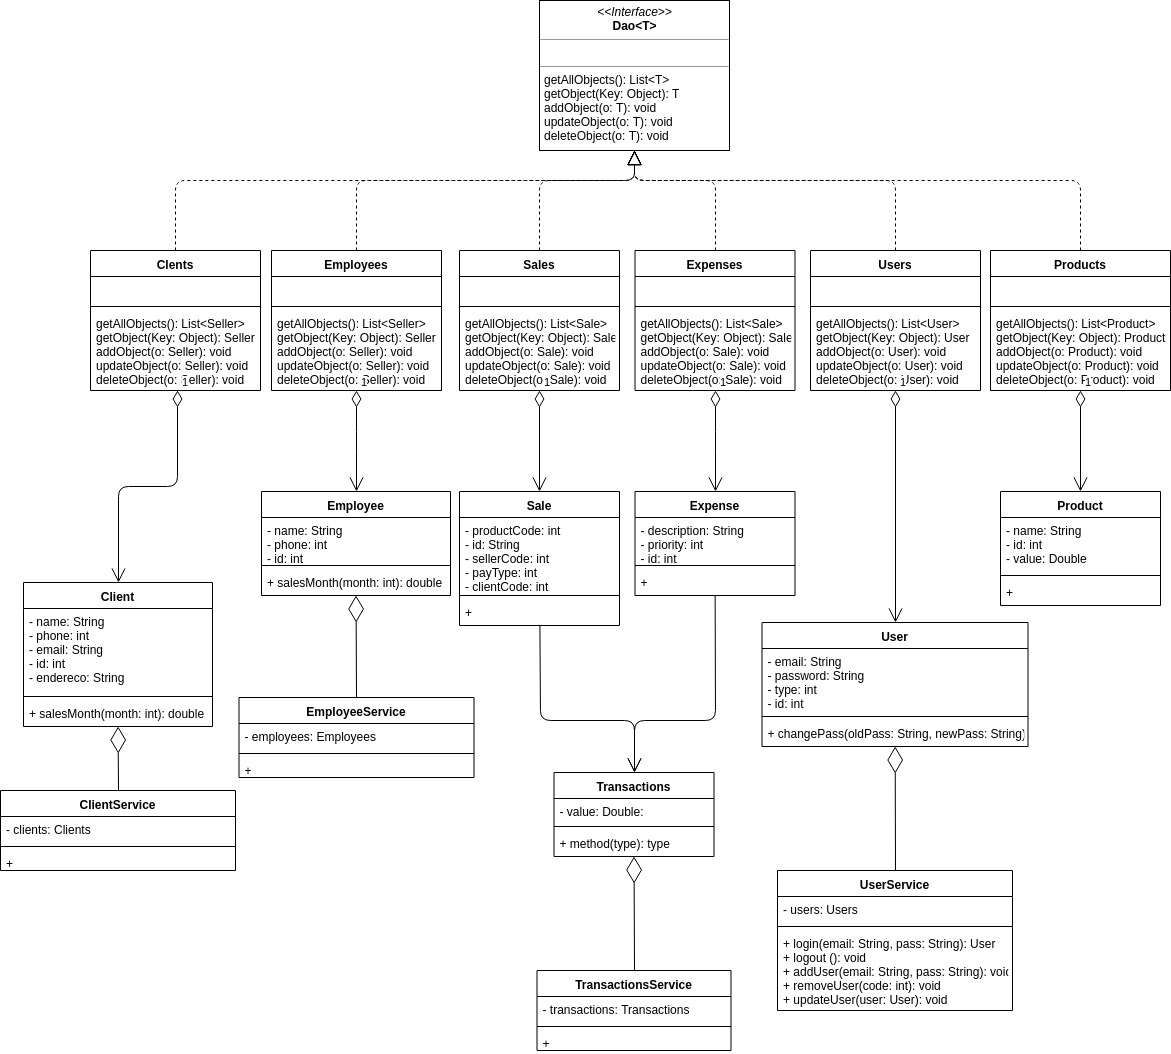 <<Interface>>
Dao<T>
getAllObjects(): List<T>
getObject(Key: Object): T
addObject(o: T): void
updateObject(o: T): void
deleteObject(o: T): void
Clents
getAllObjects(): List<Seller>
getObject(Key: Object): Seller
addObject(o: Seller): void
updateObject(o: Seller): void
deleteObject(o: Seller): void
1
Employees
getAllObjects(): List<Seller>
getObject(Key: Object): Seller
addObject(o: Seller): void
updateObject(o: Seller): void
deleteObject(o: Seller): void
1
Sales
getAllObjects(): List<Sale>
getObject(Key: Object): Sale
addObject(o: Sale): void
updateObject(o: Sale): void
deleteObject(o: Sale): void
1
Expenses
getAllObjects(): List<Sale>
getObject(Key: Object): Sale
addObject(o: Sale): void
updateObject(o: Sale): void
deleteObject(o: Sale): void
1
Users
getAllObjects(): List<User>
getObject(Key: Object): User
addObject(o: User): void
updateObject(o: User): void
deleteObject(o: User): void
1
Products
getAllObjects(): List<Product>
getObject(Key: Object): Product
addObject(o: Product): void
updateObject(o: Product): void
deleteObject(o: Product): void
1
Employee
- name: String
- phone: int
- id: int
+ salesMonth(month: int): double
Sale
- productCode: int
- id: String
- sellerCode: int
- payType: int
- clientCode: int
+
Expense
- description: String
- priority: int
- id: int
+
Product
- name: String
- id: int
- value: Double
+
Client
- name: String
- phone: int
- email: String
- id: int
- endereco: String
+ salesMonth(month: int): double
User
- email: String
- password: String
- type: int
- id: int
+ changePass(oldPass: String, newPass: String)
EmployeeService
- employees: Employees
+
ClientService
- clients: Clients
+
Transactions
- value: Double:
+ method(type): type
UserService
- users: Users
+ login(email: String, pass: String): User
+ logout (): void
+ addUser(email: String, pass: String): void
+ removeUser(code: int): void
+ updateUser(user: User): void
TransactionsService
- transactions: Transactions
+